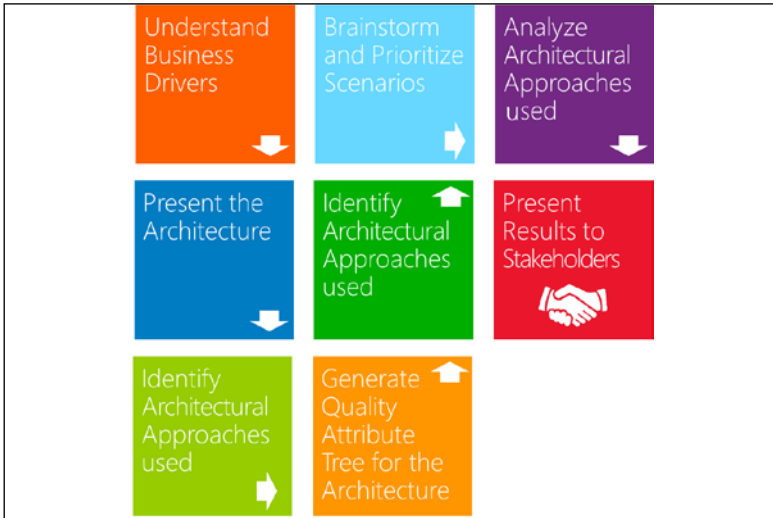 Understand
Business
Drivers
Brainstorm
and Prioritize
Scenarios
Analyze
Architectural
Approaches
used
Present the
Architecture
Identify
Architectural
Approaches
used
Present
Results to
Stakeholders
Identify
Architectural
Approaches
used
Generate
Quality
Attribute
Tree for the
Architecture